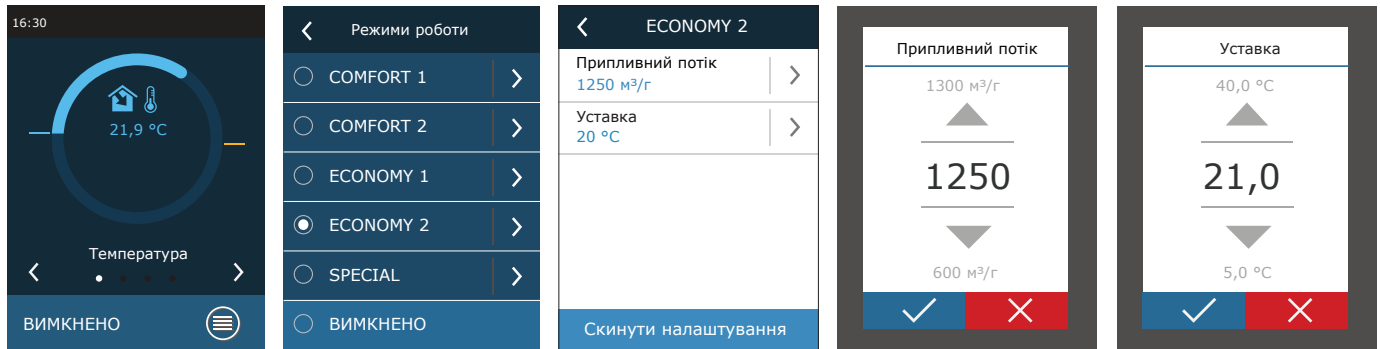 16:30
21,9 °C
Температура
ВИМКНЕНО
Режими роботи
COMFORT 1
COMFORT 2
ECONOMY 1
ECONOMY 2
SPECIAL
ВИМКНЕНО
ECONOMY 2
Припливний потік
1250 м³/г
Уставка
20 °C
Скинути налаштування
Припливний потік
1300 м³/г
1250
600 м³/г
Уставка
40,0 °C
21,0
5,0 °C